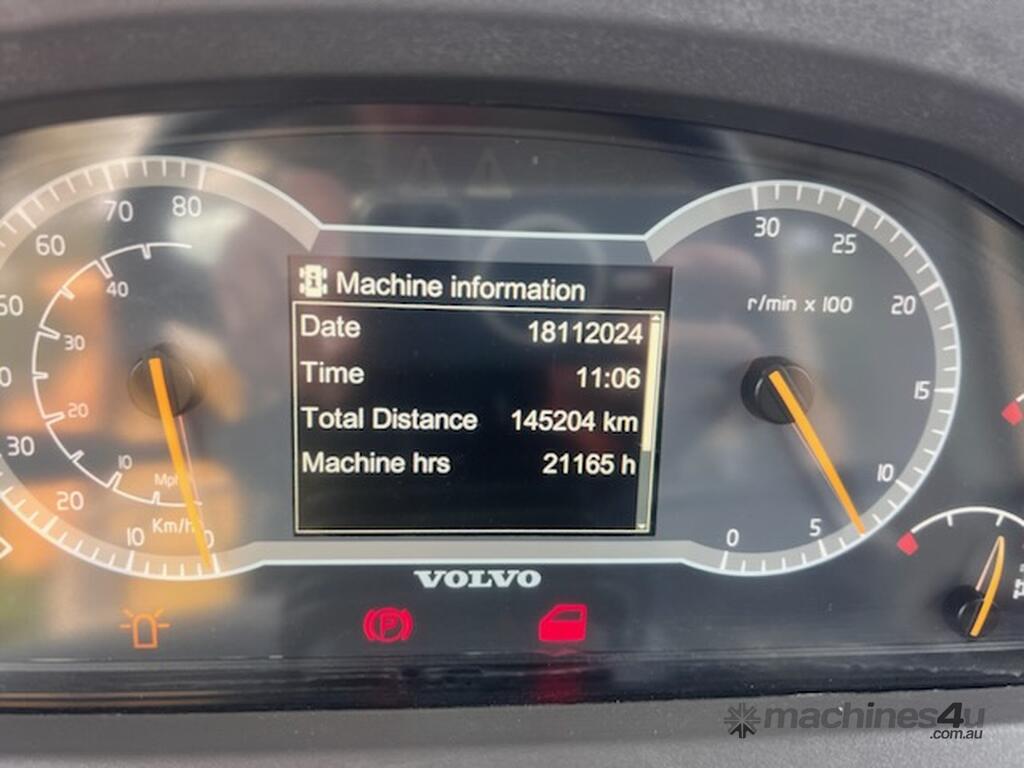 Machine information
Date 18112024
Time 11:06
Total Distance 145204 km
Machine hrs 21165 h
80
70
60
30
20
10
0
40
30
20
10
Mph
Km/h
30
25
20
15
10
5
0
r/min x 100
VOLVO
P
machines4u
.com.au